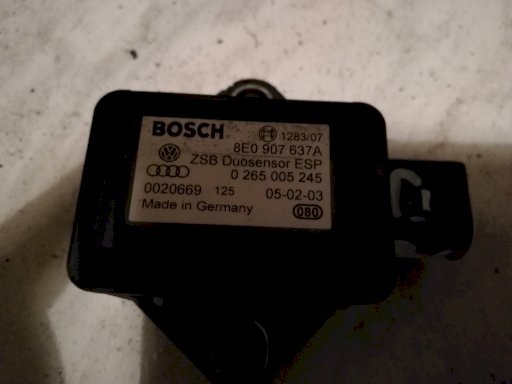 BOSCH 1283/07
8E0 907 637A
ZSB Duosensor ESP
0 265 005 245
0020669 125 05-02-03
Made in Germany 080